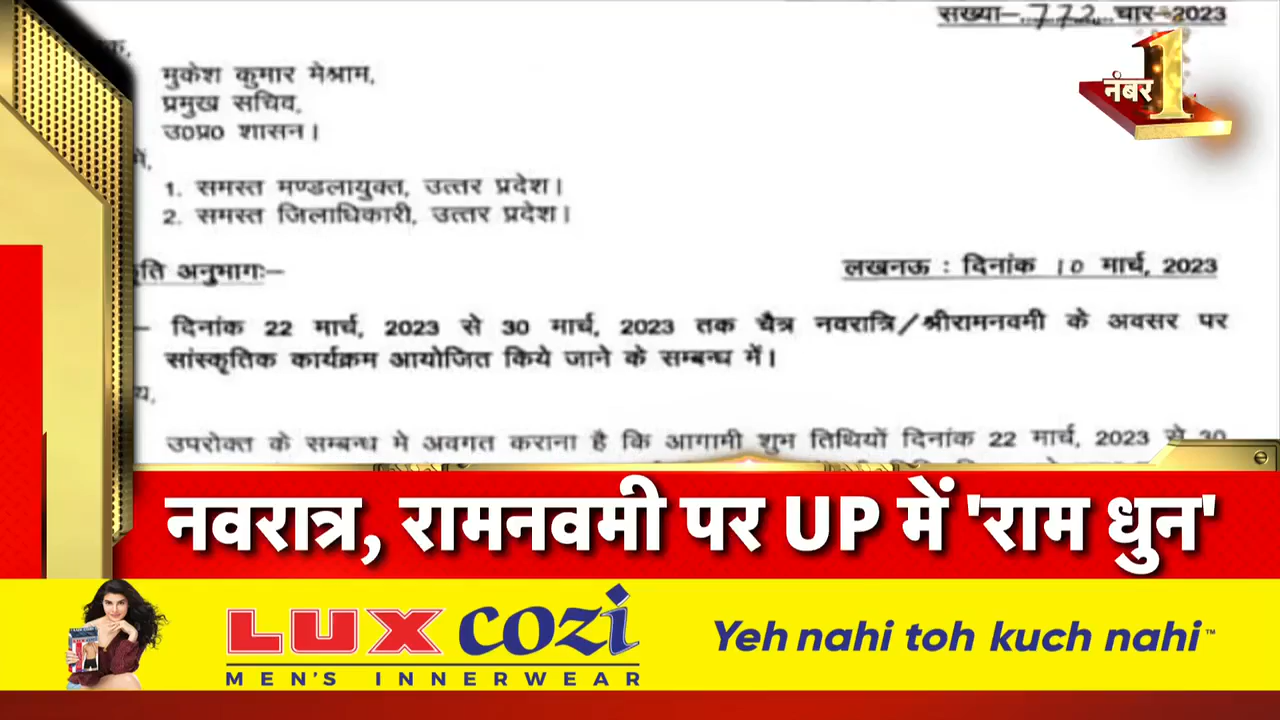 सख्या-.772..चार-2023
नंबर 1
मुकेश कुमार मेश्राम,
प्रमुख सचिव,
उ0प्र0 शासन।
1. समस्त मण्डलायुक्त, उत्तर प्रदेश।
2. समस्त जिलाधिकारी, उत्तर प्रदेश।
अनुभागः-
लखनऊ : दिनांक 10 मार्च, 2023
दिनांक 22 मार्च, 2023 से 30 मार्च, 2023 तक चैत्र नवरात्रि/श्रीरामनवमी के अवसर पर
सांस्कृतिक कार्यक्रम आयोजित किये जाने के सम्बन्ध में।
उपरोक्त के सम्बन्ध मे अवगत कराना है कि आगामी शुभ तिथियों दिनांक 22 मार्च, 2023 से 30
नवरात्र, रामनवमी पर UP में 'राम धुन'
LUX cozi
MEN'S INNERWEAR
Yeh nahi toh kuch nahi™